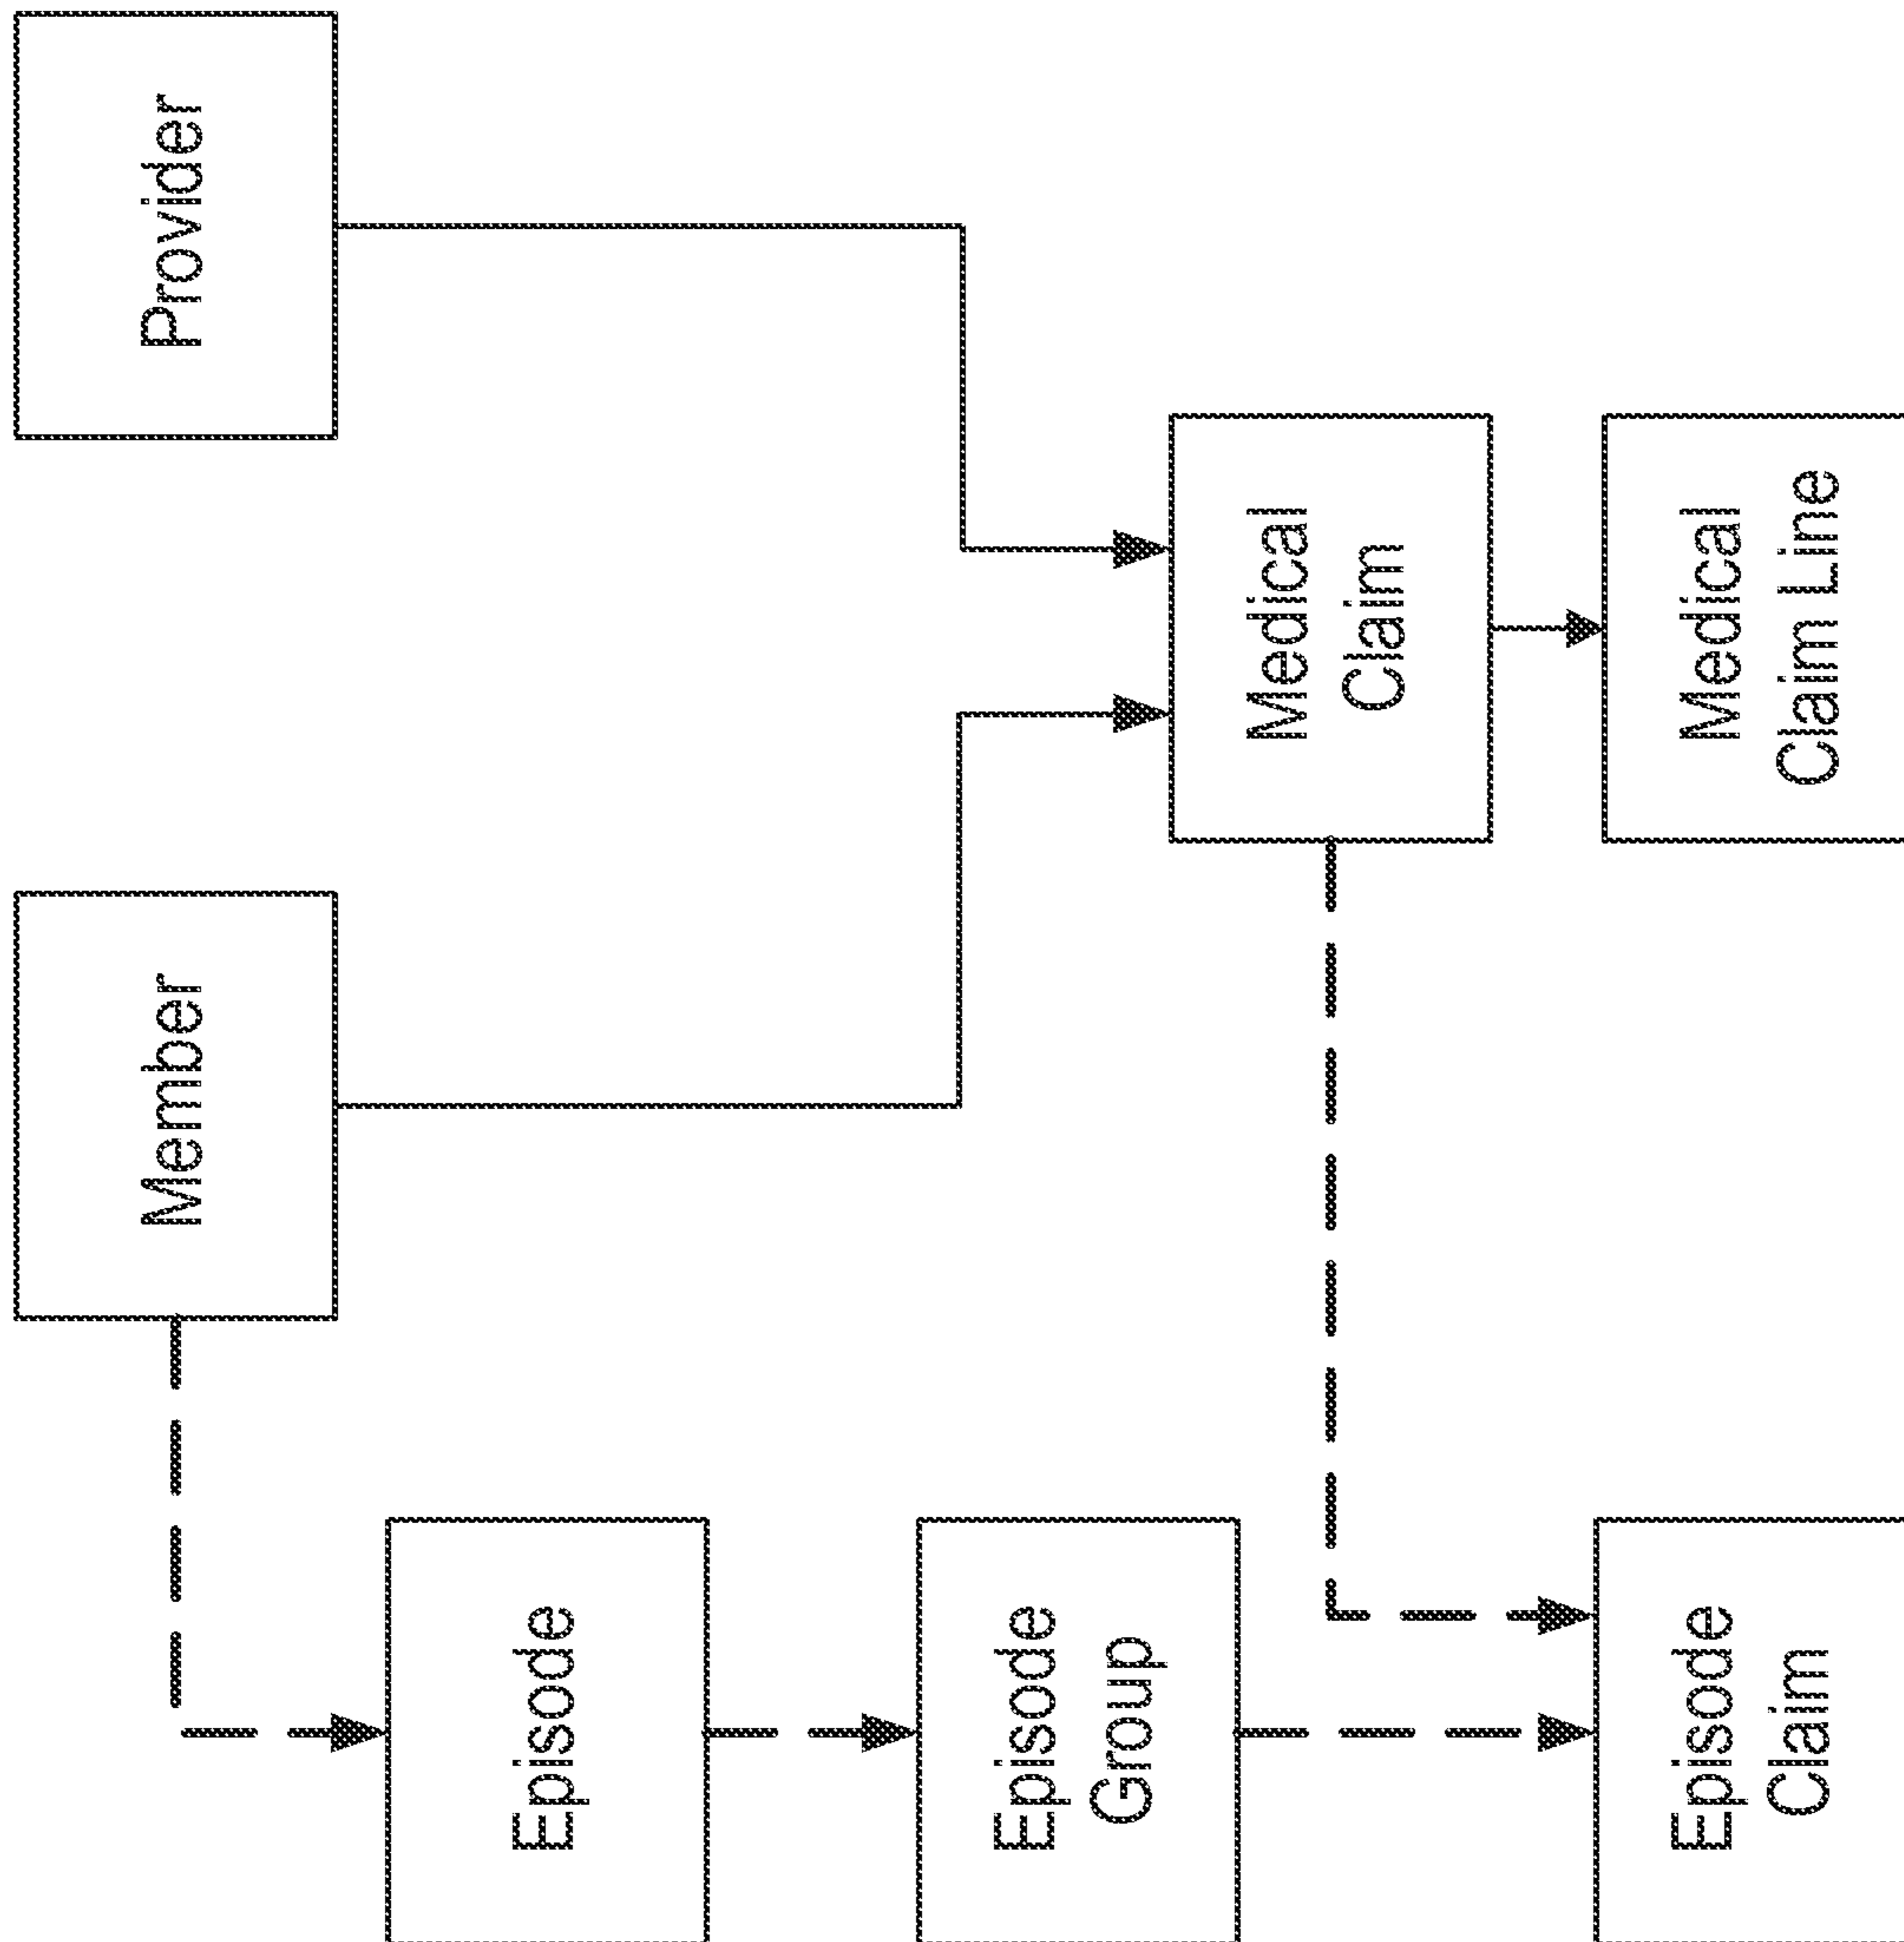 Provider
Member
Medical
Claim
Medical
Claim Line
Episode
Episode
Group
Episode
Claim